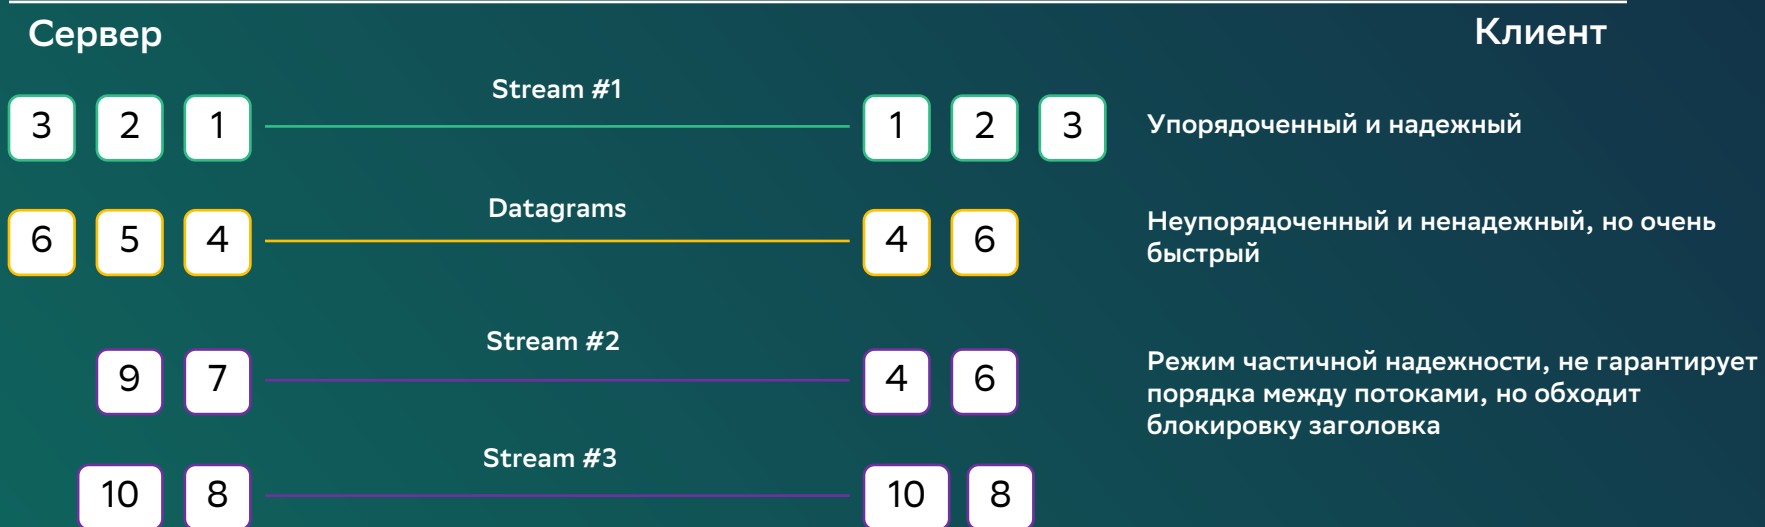 Сервер
Клиент
Stream #1
3 2 1
1 2 3
Упорядоченный и надежный
Datagrams
6 5 4
4 6
Неупорядоченный и ненадежный, но очень
быстрый
Stream #2
9 7
4 6
Режим частичной надежности, не гарантирует
порядка между потоками, но обходит
блокировку заголовка
Stream #3
10 8
10 8